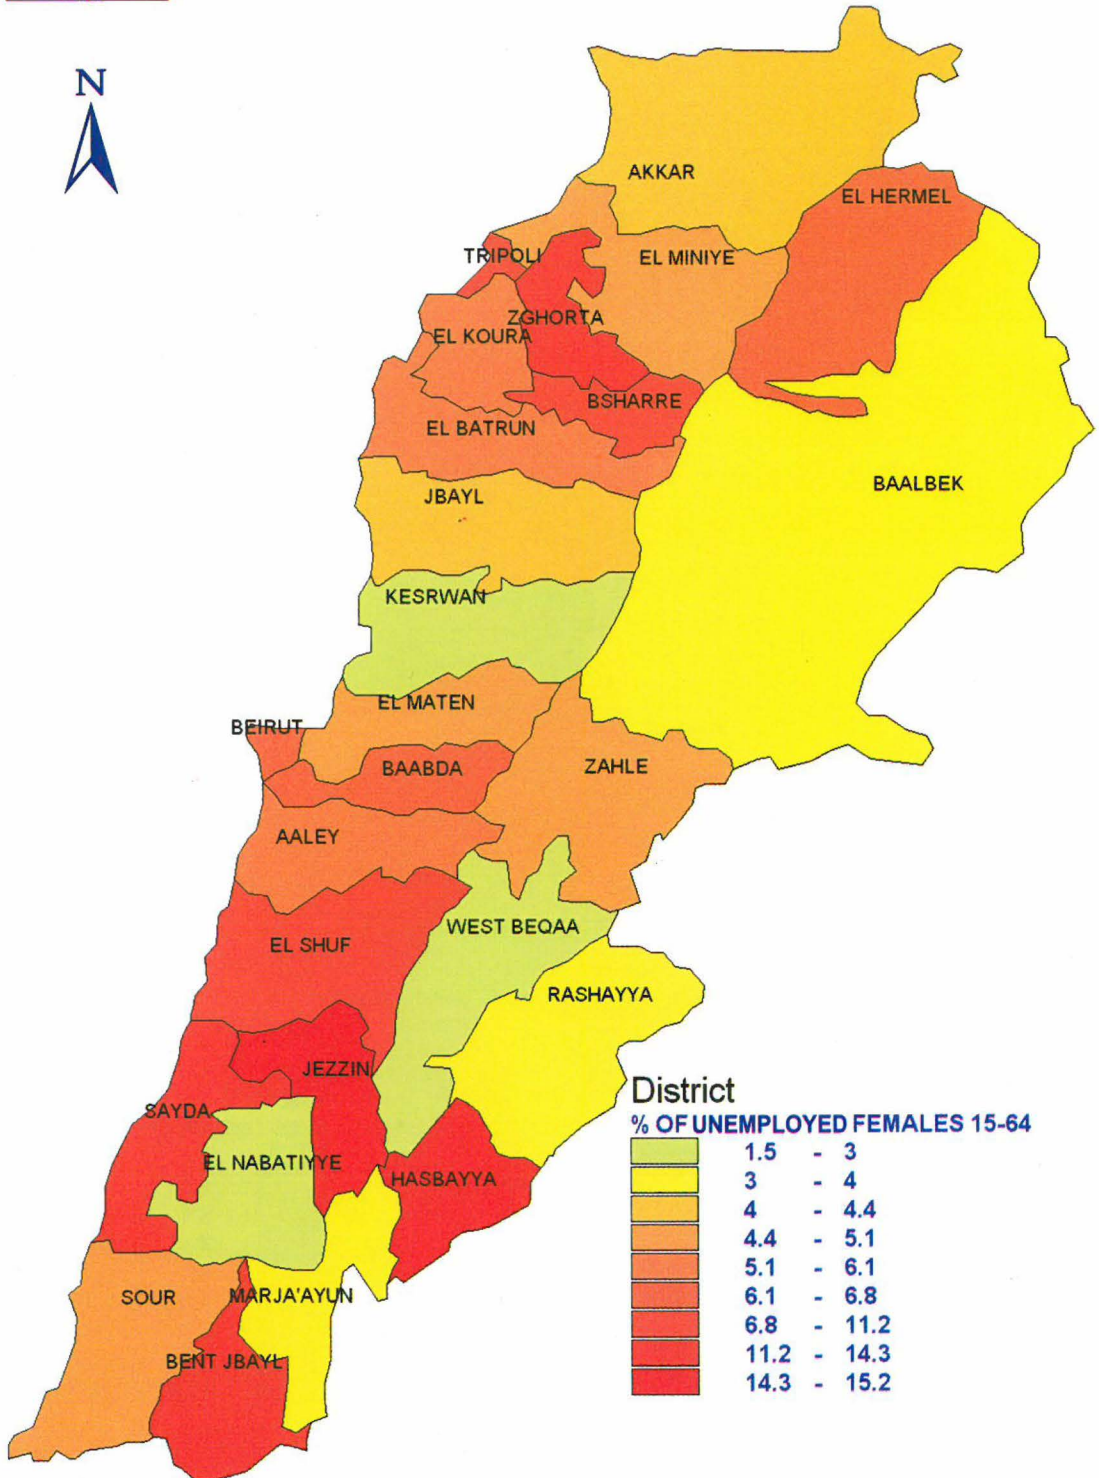 N
AKKAR
EL HERMEL
TRIPOLI
EL MINIYE
ZGHORTA
EL KOURA
BSHARRE
EL BATRUN
BAALBEK
JBAYL
KESRWAN
EL MATEN
BEIRUT
BAABDA
ZAHLE
AALEY
WEST BEQAA
EL SHUF
RASHAYYA
JEZZIN
SAYDA
EL NABATIYYE
HASBAYYA
SOUR
MARJA'AYUN
BENT JBAYL
District
% OF UNEMPLOYED FEMALES 15-64
1.5 - 3
3 - 4
4 - 4.4
4.4 - 5.1
5.1 - 6.1
6.1 - 6.8
6.8 - 11.2
11.2 - 14.3
14.3 - 15.2